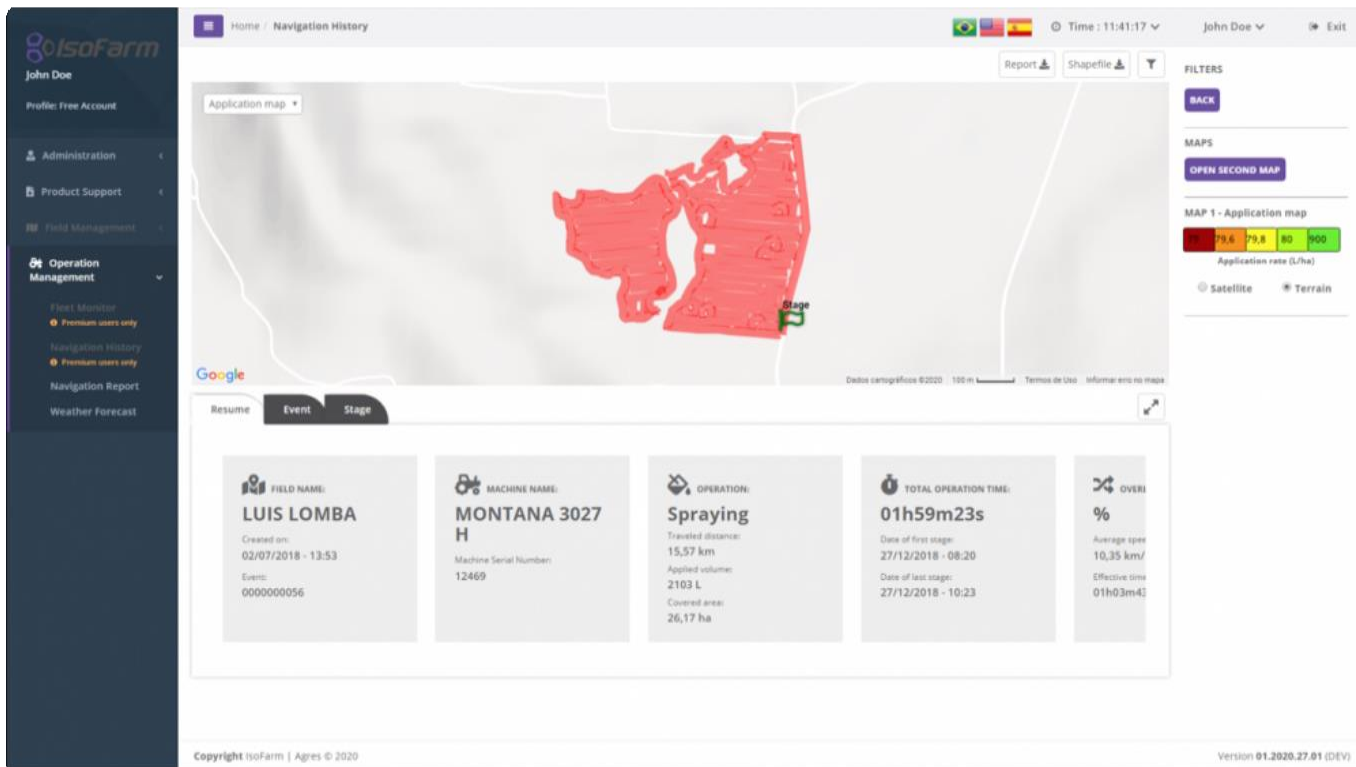 IsoFarm
John Doe
Profile: Free Account
Administration
Product Support
Field Management
Operation
Management
Fleet Monitor
Premium users only
Navigation History
Premium users only
Navigation Report
Weather Forecast
Home / Navigation History
Time : 11:41:17
John Doe
Exit
Report
Shapefile
Application map
Stage
Google
Dados cartográficos ©2020
100 m
Termos de Uso
Informar erro no mapa
FILTERS
BACK
MAPS
OPEN SECOND MAP
MAP 1 - Application map
79,6 79,8 80 900
Application rate (L/ha)
Satellite Terrain
Resume Event Stage
FIELD NAME:
LUIS LOMBA
Created on:
02/07/2018 - 13:53
Event:
0000000056
MACHINE NAME:
MONTANA 3027
H
Machine Serial Number:
12469
OPERATION:
Spraying
Traveled distance:
15,57 km
Applied volume:
2103 L
Covered area:
26,17 ha
TOTAL OPERATION TIME:
01h59m23s
Date of first stage:
27/12/2018 - 08:20
Date of last stage:
27/12/2018 - 10:23
OVERL
%
Average spee
10,35 km/
Effective time
01h03m43
Copyright IsoFarm | Agres © 2020
Version 01.2020.27.01 (DEV)